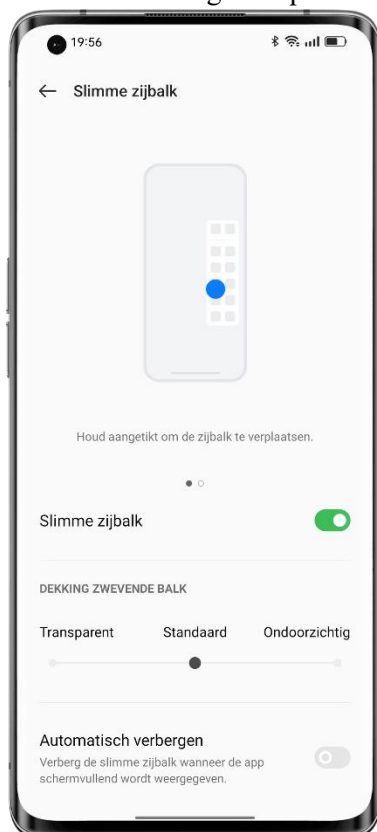 19:56
Slimme zijbalk
Houd aangetikt om de zijbalk te verplaatsen.
Slimme zijbalk
DEKKING ZWEVENDE BALK
Transparent
Standaard
Ondoorzichtig
Automatisch verbergen
Verberg de slimme zijbalk wanneer de app
schermvullend wordt weergegeven.